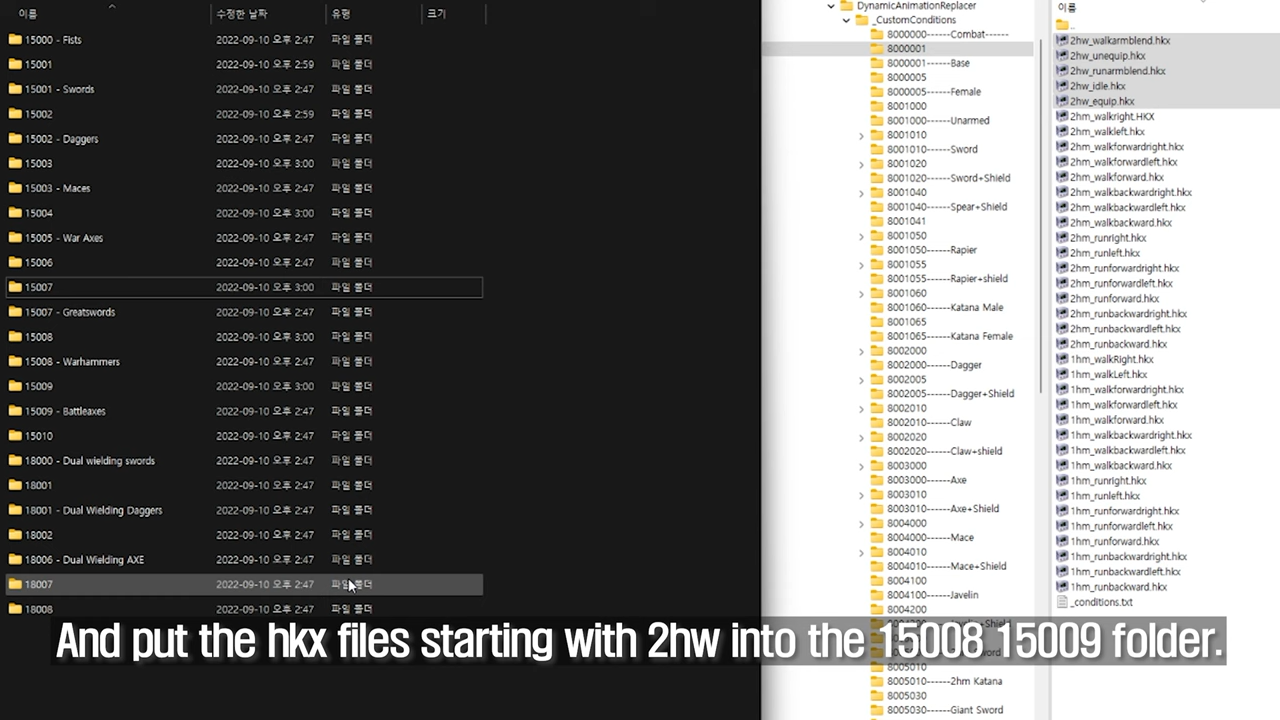 이름 수정한 날짜 유형 크기
15000 - Fists 2022-09-10 오후 2:47 파일 폴더
15001 2022-09-10 오후 2:59 파일 폴더
15001 - Swords 2022-09-10 오후 2:47 파일 폴더
15002 2022-09-10 오후 2:59 파일 폴더
15002 - Daggers 2022-09-10 오후 2:47 파일 폴더
15003 2022-09-10 오후 3:00 파일 폴더
15003 - Maces 2022-09-10 오후 2:47 파일 폴더
15004 2022-09-10 오후 3:00 파일 폴더
15005 - War Axes 2022-09-10 오후 2:47 파일 폴더
15006 2022-09-10 오후 2:47 파일 폴더
15007 2022-09-10 오후 3:00 파일 폴더
15007 - Greatswords 2022-09-10 오후 2:47 파일 폴더
15008 2022-09-10 오후 2:47 파일 폴더
15008 - Warhammers 2022-09-10 오후 2:47 파일 폴더
15009 2022-09-10 오후 3:00 파일 폴더
15009 - Battleaxes 2022-09-10 오후 2:47 파일 폴더
15010 2022-09-10 오후 2:47 파일 폴더
18000 - Dual wielding swords 2022-09-10 오후 2:47 파일 폴더
18001 2022-09-10 오후 2:47 파일 폴더
18001 - Dual Wielding Daggers 2022-09-10 오후 2:47 파일 폴더
18002 2022-09-10 오후 2:47 파일 폴더
18006 - Dual Wielding AXE 2022-09-10 오후 2:47 파일 폴더
18007 2022-09-10 오후 2:47 파일 폴더
18008 2022-09-10 오후 2:47 파일 폴더
DynamicAnimationReplacer
_CustomConditions
8000000------Combat------
8000001
8000001------Base
8000005
8000005------Female
8001000
8001000------Unarmed
8001010
8001010------Sword
8001020
8001020------Sword+Shield
8001040
8001040------Spear+Shield
8001041
8001050
8001050------Rapier
8001055
8001055------Rapier+shield
8001060
8001060------Katana Male
8001065
8001065------Katana Female
8002000
8002000------Dagger
8002005
8002005------Dagger+Shield
8002010
8002010------Claw
8002020
8002020------Claw+shield
8003000
8003000------Axe
8003010
8003010------Axe+Shield
8004000
8004000------Mace
8004010
8004010------Mace+Shield
8004100
8004100------Javelin
8004200
8005010
8005010------2hm Katana
8005030
8005030------Giant Sword
이름
..
2hw_walkarmblend.hkx
2hw_unequip.hkx
2hw_runarmblend.hkx
2hw_idle.hkx
2hw_equip.hkx
2hm_walkright.HKX
2hm_walkleft.hkx
2hm_walkforwardright.hkx
2hm_walkforwardleft.hkx
2hm_walkforward.hkx
2hm_walkbackwardright.hkx
2hm_walkbackwardleft.hkx
2hm_walkbackward.hkx
2hm_runright.hkx
2hm_runleft.hkx
2hm_runforwardright.hkx
2hm_runforwardleft.hkx
2hm_runforward.hkx
2hm_runbackwardright.hkx
2hm_runbackwardleft.hkx
2hm_runbackward.hkx
1hm_walkRight.hkx
1hm_walkLeft.hkx
1hm_walkforwardright.hkx
1hm_walkforwardleft.hkx
1hm_walkforward.hkx
1hm_walkbackwardright.hkx
1hm_walkbackwardleft.hkx
1hm_walkbackward.hkx
1hm_runright.hkx
1hm_runleft.hkx
1hm_runforwardright.hkx
1hm_runforwardleft.hkx
1hm_runforward.hkx
1hm_runbackwardright.hkx
1hm_runbackwardleft.hkx
1hm_runbackward.hkx
_conditions.txt
And put the hkx files starting with 2hw into the 15008 15009 folder.